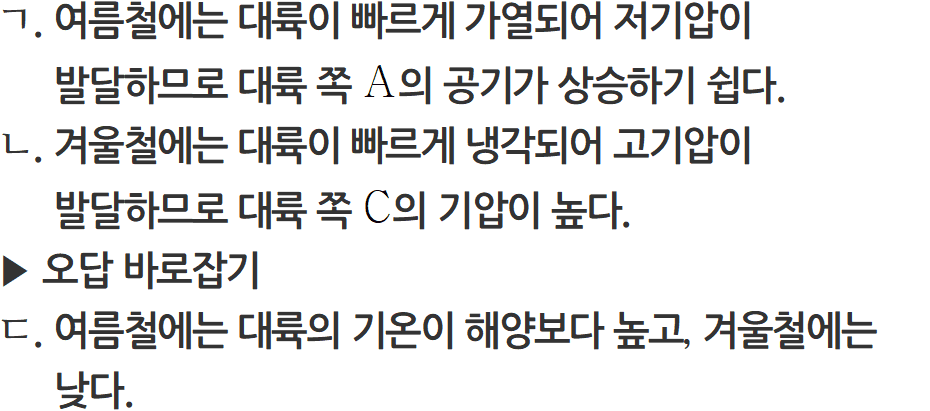 ㄱ. 여름철에는 대륙이 빠르게 가열되어 저기압이
발달하므로 대륙 쪽 A의 공기가 상승하기 쉽다.
ㄴ. 겨울철에는 대륙이 빠르게 냉각되어 고기압이
발달하므로 대륙 쪽 C의 기압이 높다.
▶ 오답 바로잡기
ㄷ. 여름철에는 대륙의 기온이 해양보다 높고, 겨울철에는
낮다.